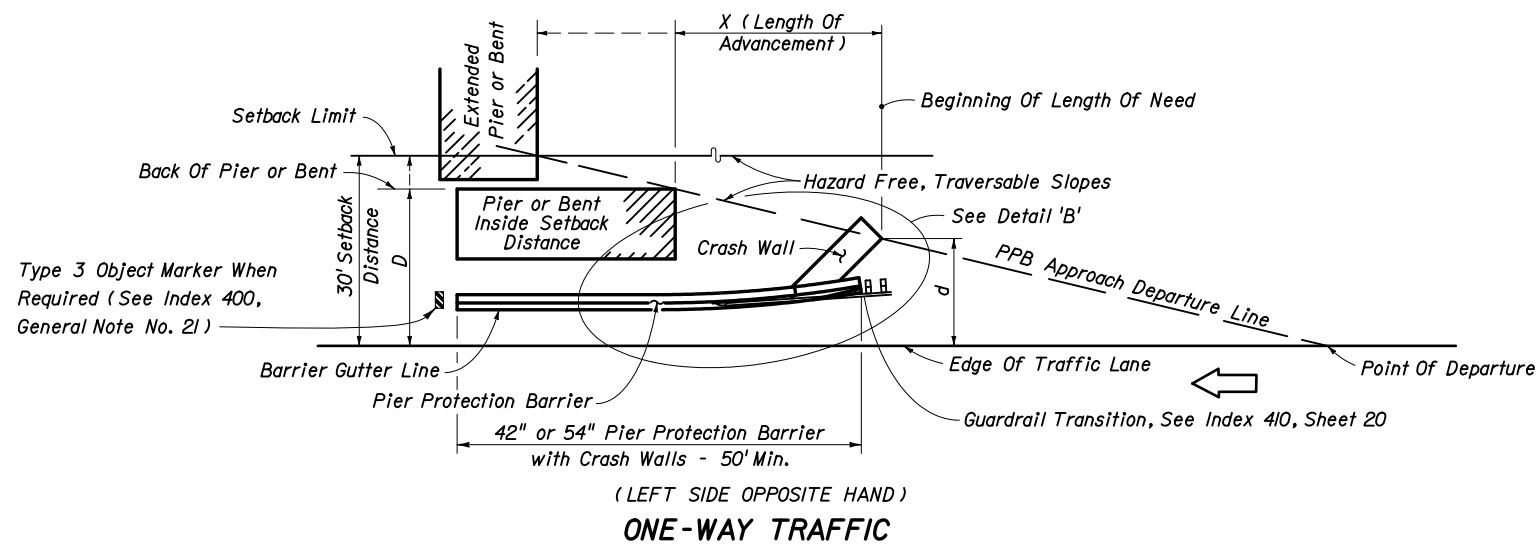 X (Length Of
Advancement)
Extended
Pier or Bent
Beginning Of Length Of Need
Setback Limit
Back Of Pier or Bent
Hazard Free, Traversable Slopes
Pier or Bent
Inside Setback
Distance
See Detail 'B'
Crash Wall
30' Setback
Distance
D
d
PPB Approach Departure Line
Type 3 Object Marker When
Required (See Index 400,
General Note No. 21)
Edge Of Traffic Lane
Barrier Gutter Line
Point Of Departure
Pier Protection Barrier
Guardrail Transition, See Index 410, Sheet 20
42" or 54" Pier Protection Barrier
with Crash Walls - 50' Min.
(LEFT SIDE OPPOSITE HAND)
ONE-WAY TRAFFIC